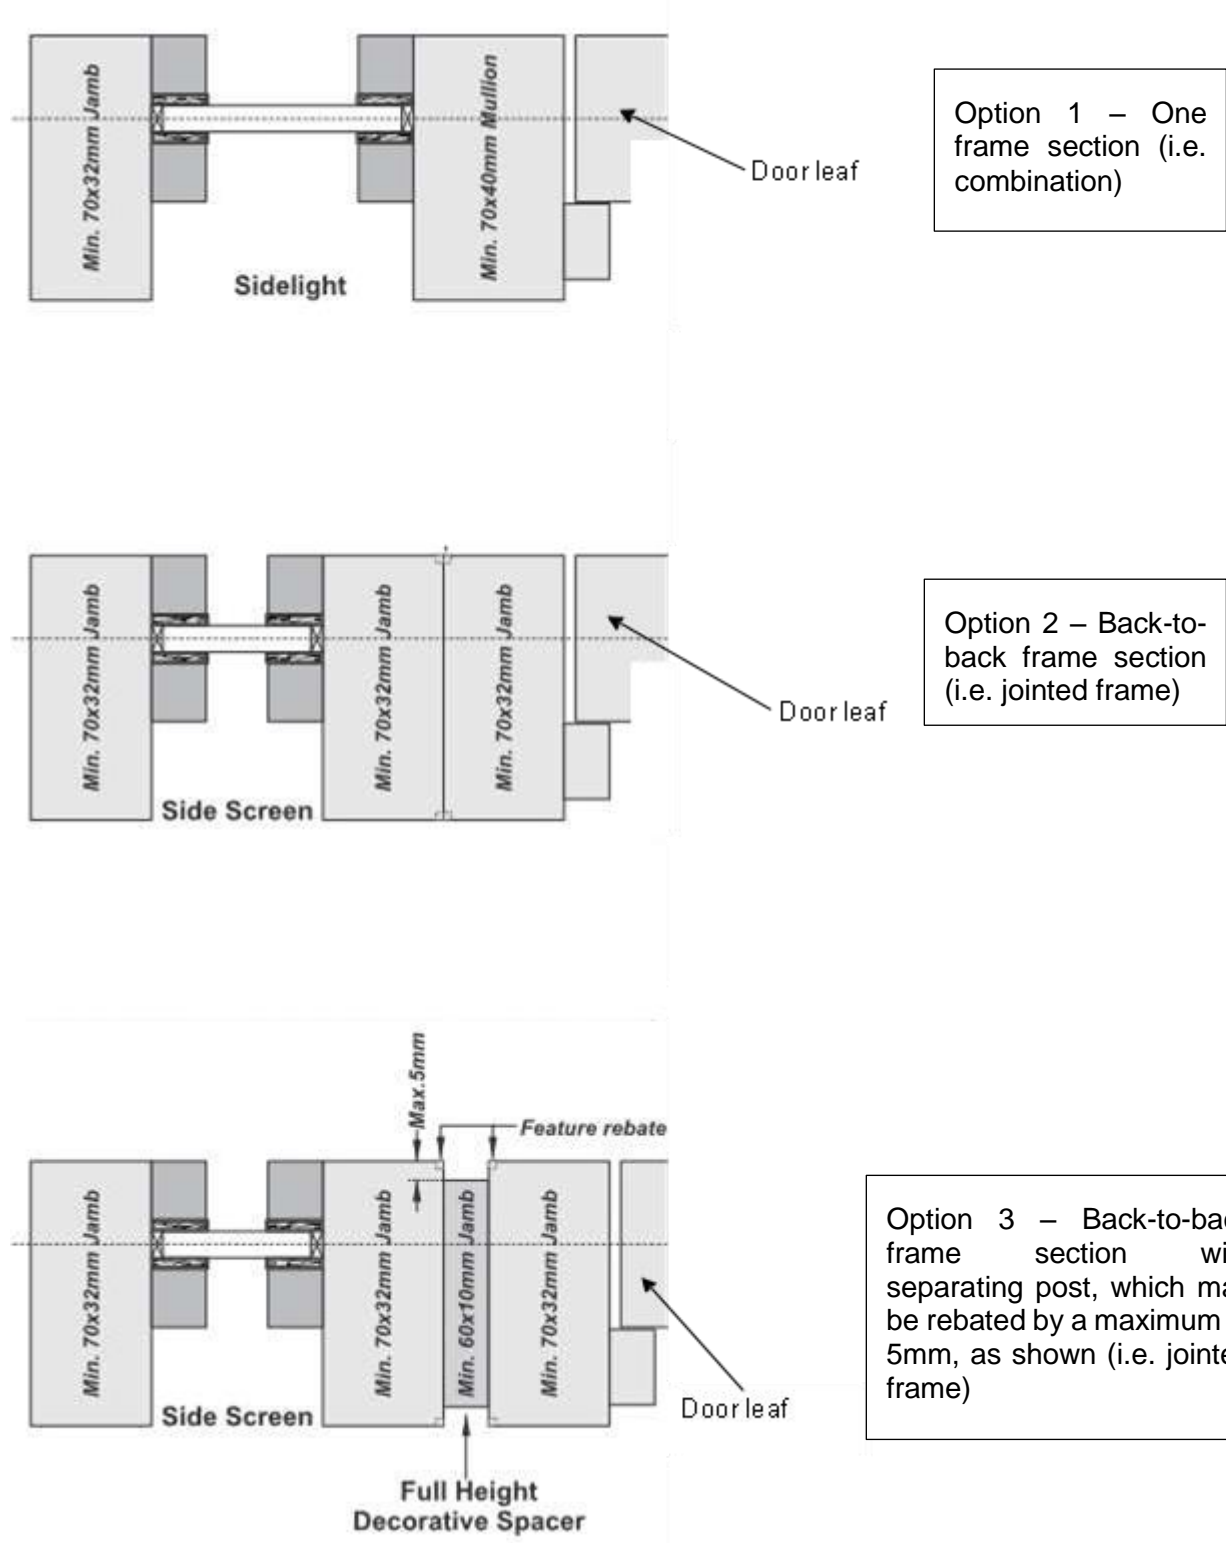 Min. 70x32mm Jamb
Min. 70x40mm Mullion
Sidelight
Door leaf
Option 1 – One
frame section (i.e.
combination)
Min. 70x32mm Jamb
Min. 70x32mm Jamb
Min. 70x32mm Jamb
Side Screen
Door leaf
Option 2 – Back-to-
back frame section
(i.e. jointed frame)
Max.5mm
Feature rebate
Min. 70x32mm Jamb
Min. 70x32mm Jamb
Min. 60x10mm Jamb
Min. 70x32mm Jamb
Side Screen
Door leaf
Full Height
Decorative Spacer
Option 3 – Back-to-bac
frame section wi
separating post, which ma
be rebated by a maximum
5mm, as shown (i.e. jointe
frame)